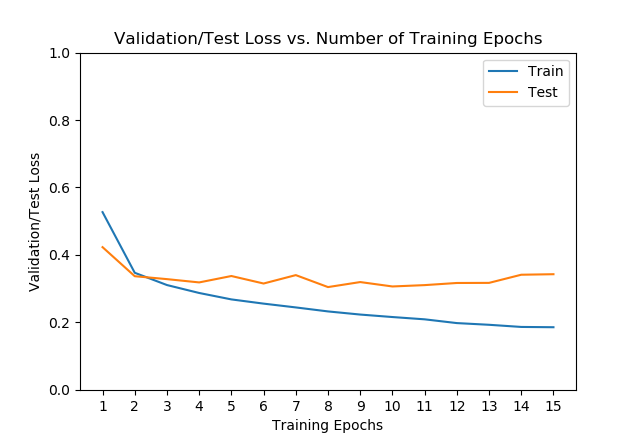 Validation/Test Loss vs. Number of Training Epochs
1.0
0.8
0.6
0.4
0.2
0.0
Validation/Test Loss
Train
Test
1 2 3 4 5 6 7 8 9 10 11 12 13 14 15
Training Epochs